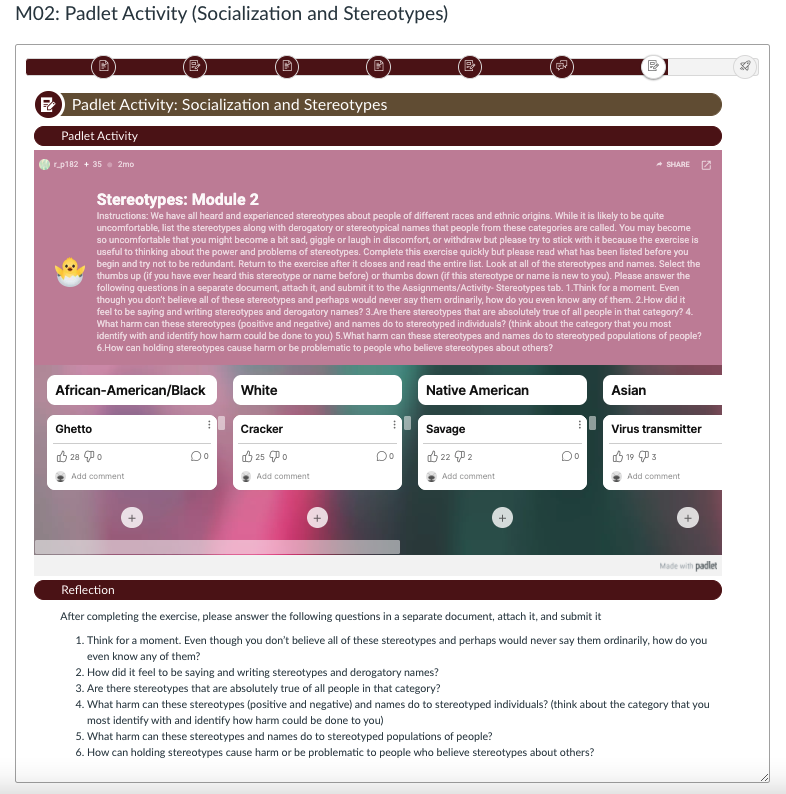 M02: Padlet Activity (Socialization and Stereotypes)
Padlet Activity: Socialization and Stereotypes
Padlet Activity
r_p182 + 35 2mo
SHARE
Stereotypes: Module 2
Instructions: We have all heard and experienced stereotypes about people of different races and ethnic origins. While it is likely to be quite
uncomfortable, list the stereotypes along with derogatory or stereotypical names that people from these categories are called. You may become
so uncomfortable that you might become a bit sad, giggle or laugh in discomfort, or withdraw but please try to stick with it because the exercise is
useful to thinking about the power and problems of stereotypes. Complete this exercise quickly but please read what has been listed before you
begin and try not to be redundant. Return to the exercise after it closes and read the entire list. Look at all of the stereotypes and names. Select the
thumbs up (if you have ever heard this stereotype or name before) or thumbs down (if this stereotype or name is new to you). Please answer the
following questions in a separate document, attach it, and submit it to the Assignments/Activity- Stereotypes tab. 1.Think for a moment. Even
though you don't believe all of these stereotypes and perhaps would never say them ordinarily, how do you even know any of them. 2.How did it
feel to be saying and writing stereotypes and derogatory names? 3.Are there stereotypes that are absolutely true of all people in that category? 4.
What harm can these stereotypes (positive and negative) and names do to stereotyped individuals? (think about the category that you most
identify with and identify how harm could be done to you) 5.What harm can these stereotypes and names do to stereotyped populations of people?
6.How can holding stereotypes cause harm or be problematic to people who believe stereotypes about others?
African-American/Black
White
Native American
Asian
Ghetto
Cracker
Savage
Virus transmitter
28 0 0
25 0 0
22 2 0
19 3
Add comment
Add comment
Add comment
Add comment
Made with padlet
Reflection
After completing the exercise, please answer the following questions in a separate document, attach it, and submit it
1. Think for a moment. Even though you don't believe all of these stereotypes and perhaps would never say them ordinarily, how do you
even know any of them?
2. How did it feel to be saying and writing stereotypes and derogatory names?
3. Are there stereotypes that are absolutely true of all people in that category?
4. What harm can these stereotypes (positive and negative) and names do to stereotyped individuals? (think about the category that you
most identify with and identify how harm could be done to you)
5. What harm can these stereotypes and names do to stereotyped populations of people?
6. How can holding stereotypes cause harm or be problematic to people who believe stereotypes about others?